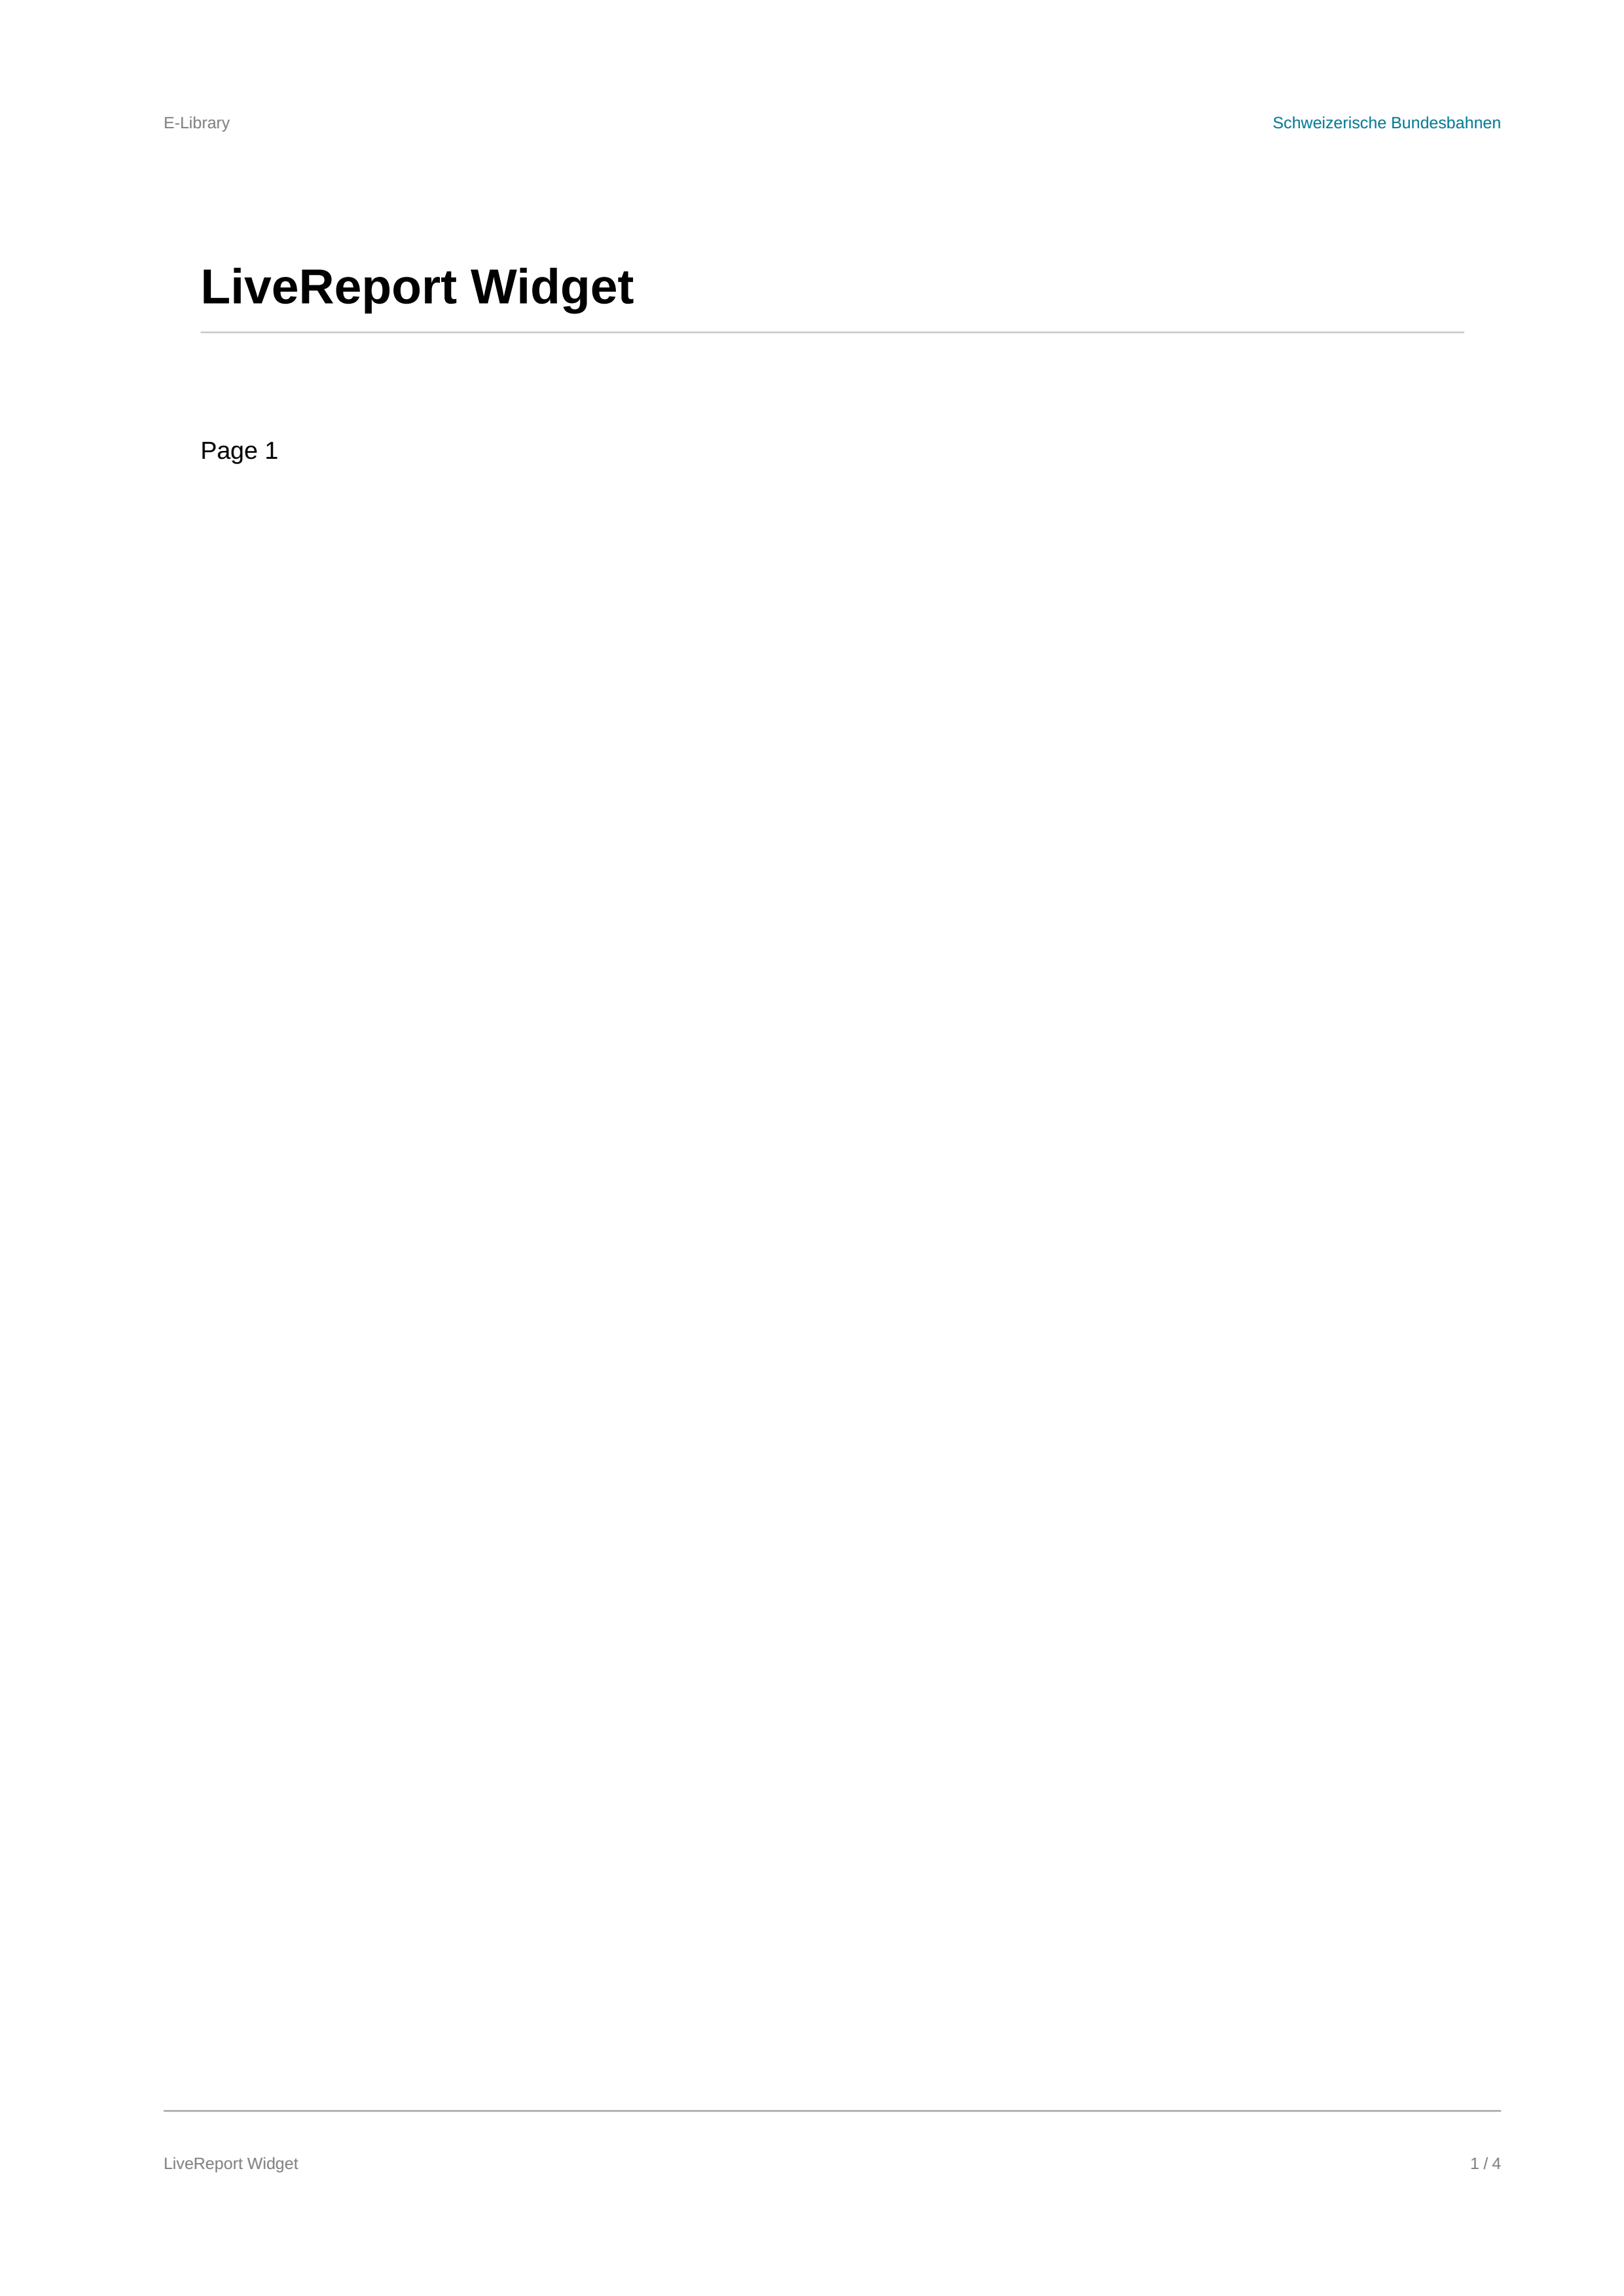 E-Library
Schweizerische Bundesbahnen
LiveReport Widget
Page 1
LiveReport Widget
1 / 4